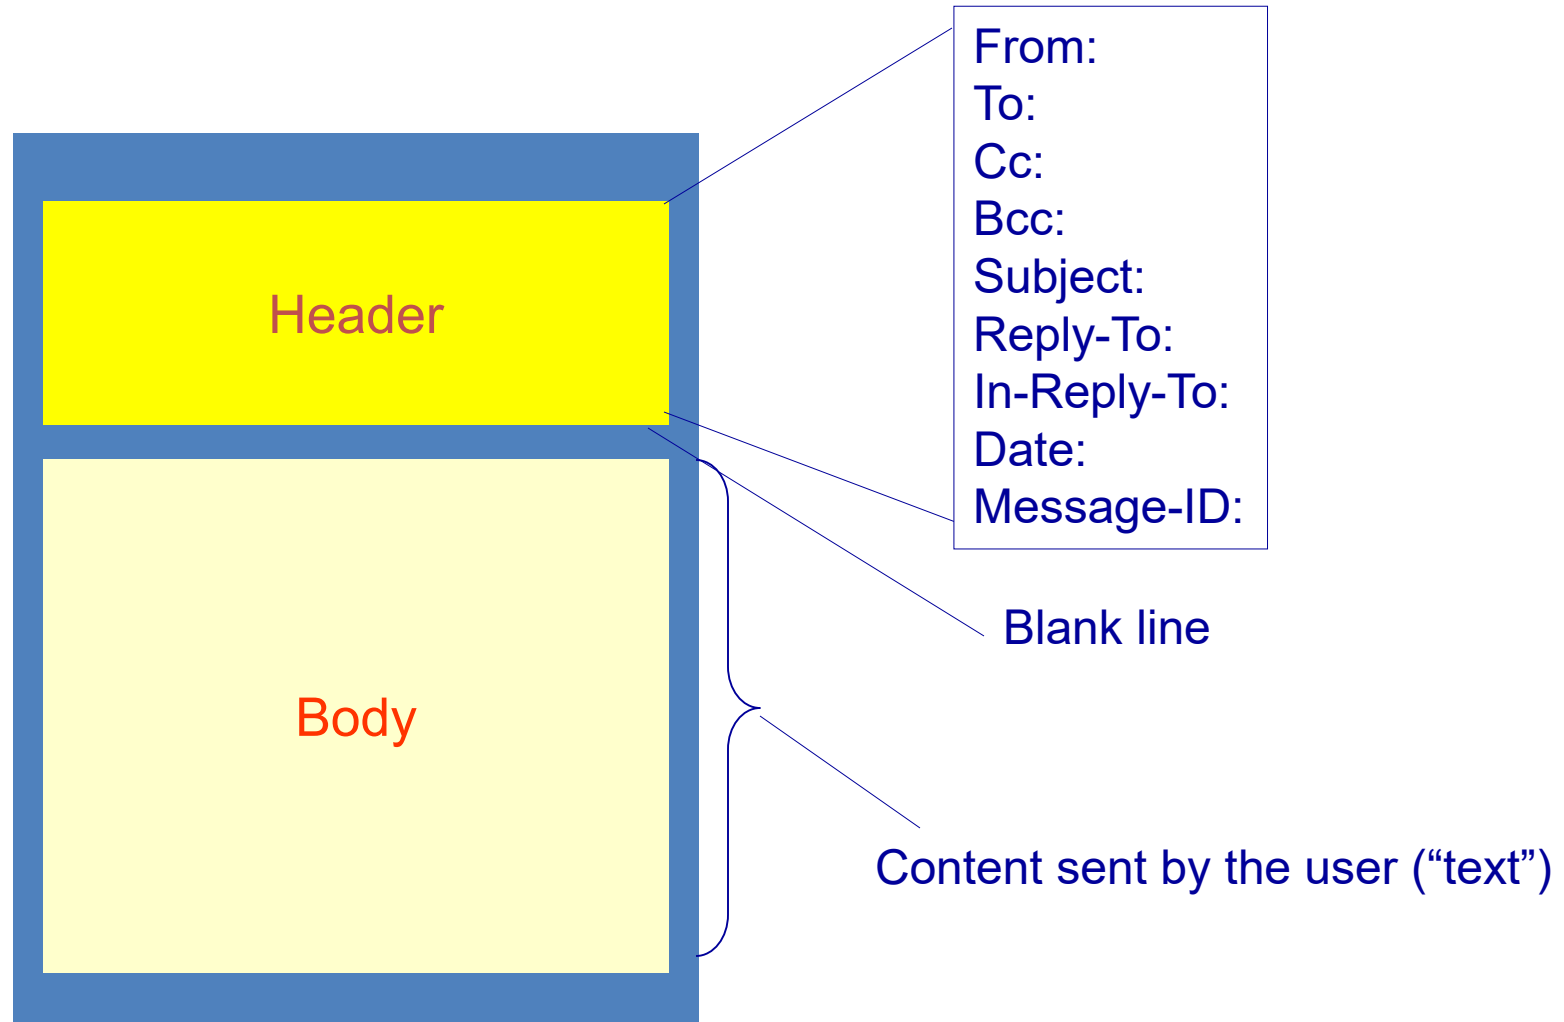 From:
To:
Cc:
Bcc:
Subject:
Reply-To:
In-Reply-To:
Date:
Message-ID:
Header
Blank line
Body
Content sent by the user (“text”)